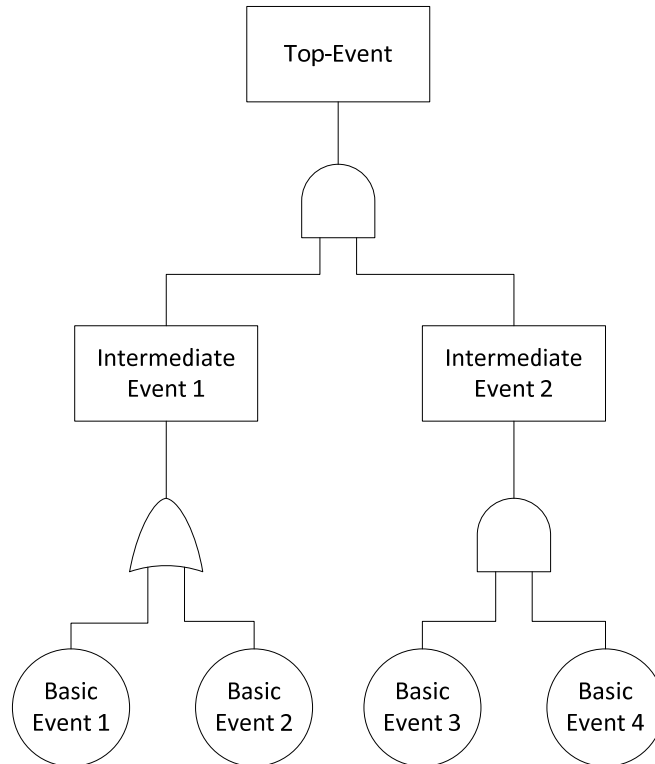 Top-Event
Intermediate
Event 1
Intermediate
Event 2
Basic
Event 1
Basic
Event 2
Basic
Event 3
Basic
Event 4